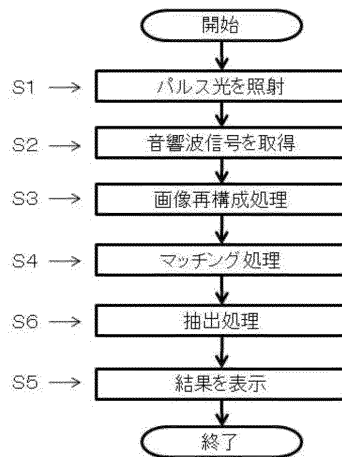 開始
S1 → パルス光を照射
S2 → 音響波信号を取得
S3 → 画像再構成処理
S4 → マッチング処理
S6 → 抽出処理
S5 → 結果を表示
終了